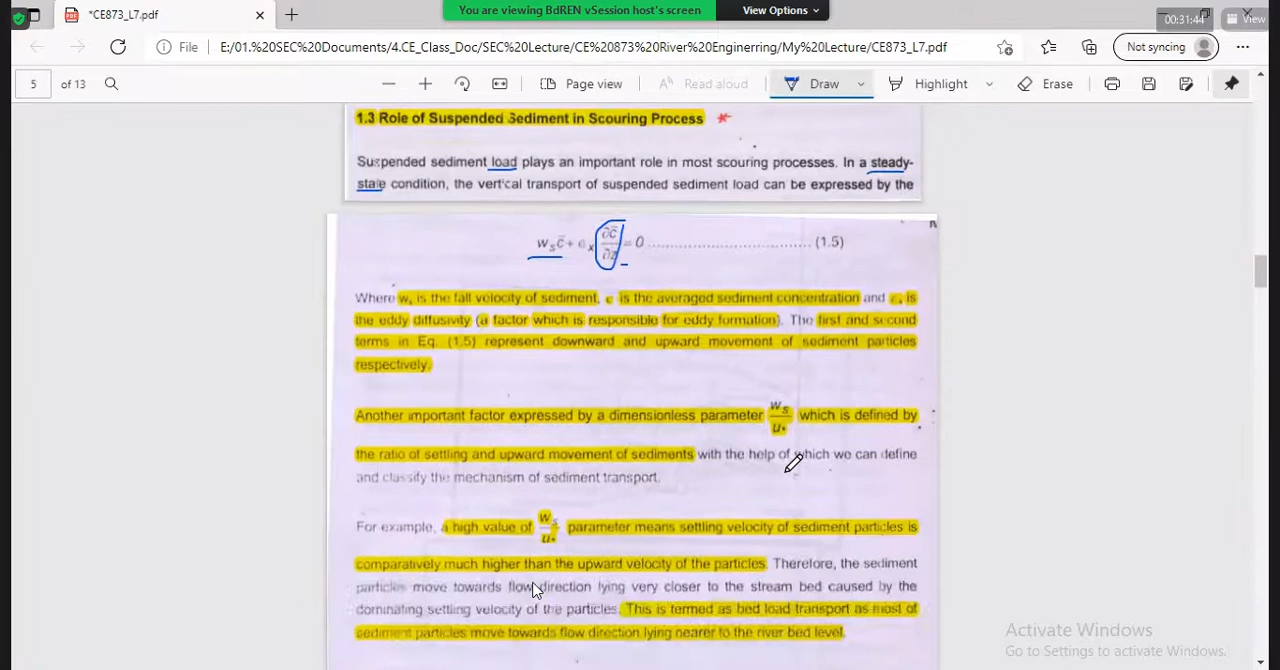 You are viewing BdREN vSession host's screen
View Options
*CE873_L7.pdf
00:31:44
View
File
E:/01.%20SEC%20Documents/4.CE_Class_Doc/SEC%20Lecture/CE%20873%20River%20Enginerring/My%20Lecture/CE873_L7.pdf
Not syncing
5 of 13
Page view
Read aloud
Draw
Highlight
Erase
1.3 Role of Suspended Sediment in Scouring Process
Suspended sediment load plays an important role in most scouring processes. In a steady-
state condition, the vertical transport of suspended sediment load can be expressed by the
w_s c̄ + ϵ_x ∂c̄/∂z = 0 ........................................ (1.5)
Where w_s is the fall velocity of sediment, c is the averaged sediment concentration and ϵ_x is
the eddy diffusivity (a factor which is responsible for eddy formation). The first and second
terms in Eq. (1.5) represent downward and upward movement of sediment particles
respectively.
Another important factor expressed by a dimensionless parameter w_s/u_* which is defined by
the ratio of settling and upward movement of sediments with the help of which we can define
and classify the mechanism of sediment transport.
For example, a high value of w_s/u_* parameter means settling velocity of sediment particles is
comparatively much higher than the upward velocity of the particles. Therefore, the sediment
particles move towards flow direction lying very closer to the stream bed caused by the
dominating settling velocity of the particles. This is termed as bed load transport as most of
sediment particles move towards flow direction lying nearer to the river bed level.
Activate Windows
Go to Settings to activate Windows.